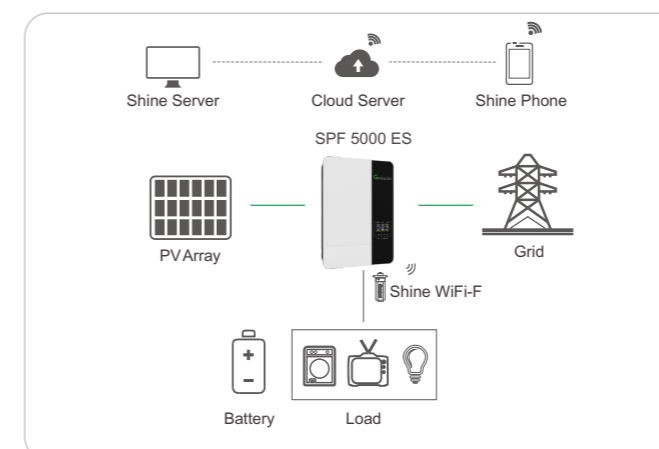 Shine Server
Cloud Server
Shine Phone
SPF 5000 ES
PV Array
Grid
Shine WiFi-F
Battery
Load